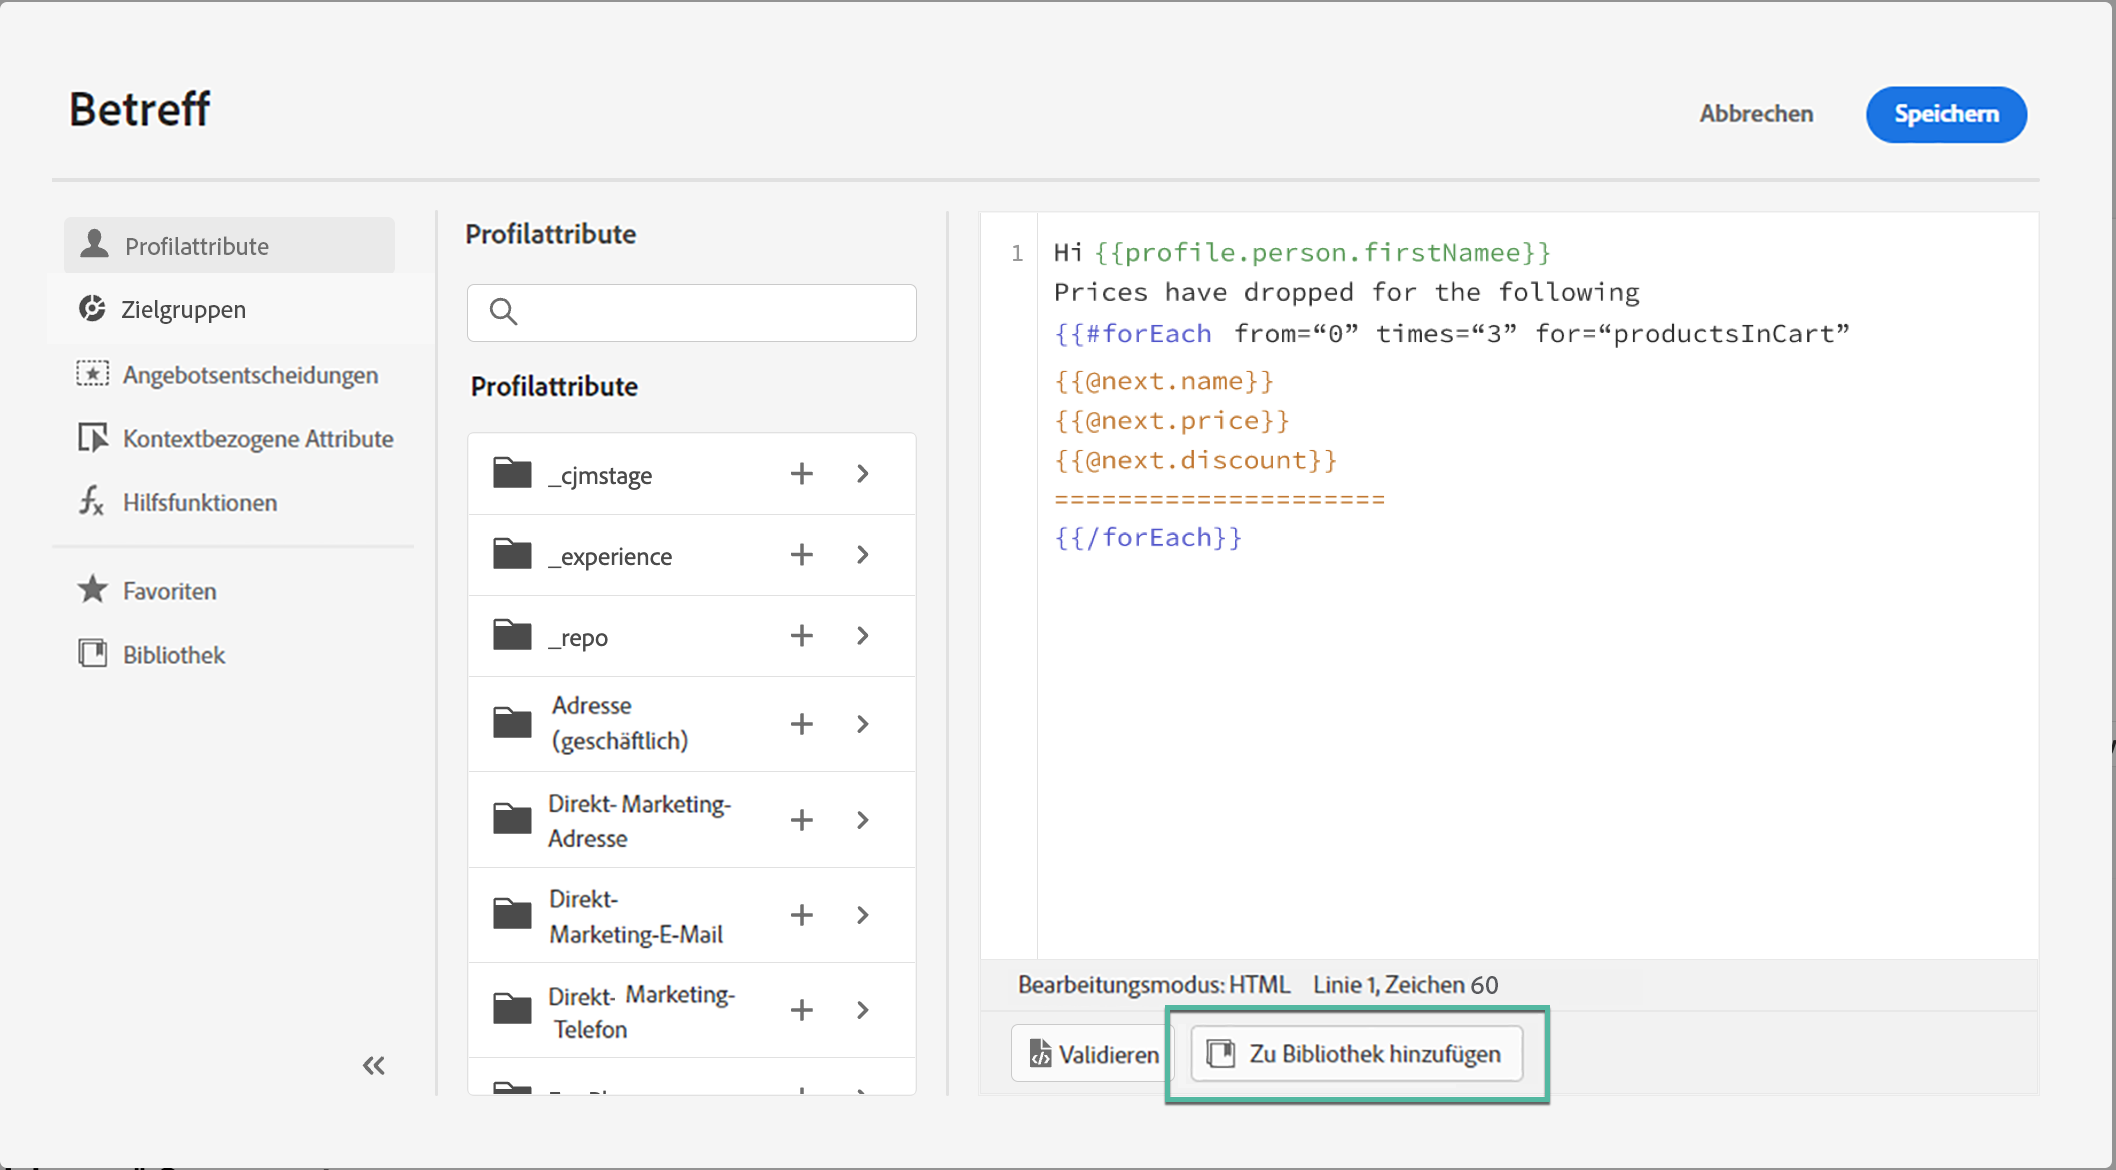 Betreff
Abbrechen
Speichern
Profilattribute
Zielgruppen
Angebotsentscheidungen
Kontextbezogene Attribute
Hilfsfunktionen
Favoriten
Bibliothek
Profilattribute
Profilattribute
_cjmstage
_experience
_repo
Adresse
(geschäftlich)
Direkt- Marketing-
Adresse
Direkt-
Marketing-E-Mail
Direkt- Marketing-
Telefon
1
Hi {{profile.person.firstNamee}}
Prices have dropped for the following
{{#forEach from=“0” times=“3” for=“productsInCart”
{{@next.name}}
{{@next.price}}
{{@next.discount}}
=====================
{{/forEach}}
Bearbeitungsmodus: HTML Linie 1, Zeichen 60
Validieren
Zu Bibliothek hinzufügen